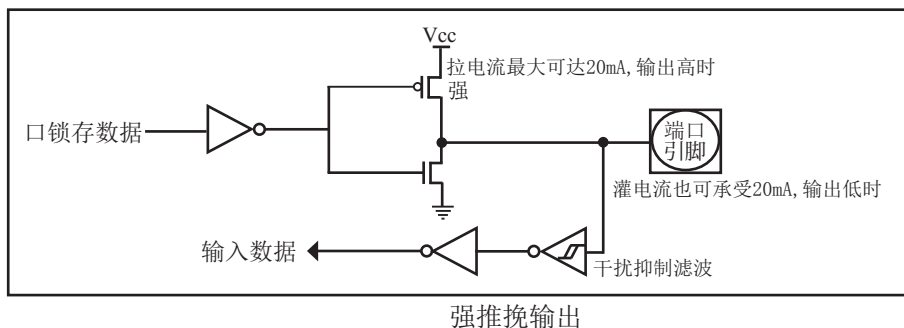 Vcc
拉电流最大可达20mA,输出高时
强
口锁存数据
端口
引脚
灌电流也可承受20mA,输出低时
输入数据
干扰抑制滤波
强推挽输出